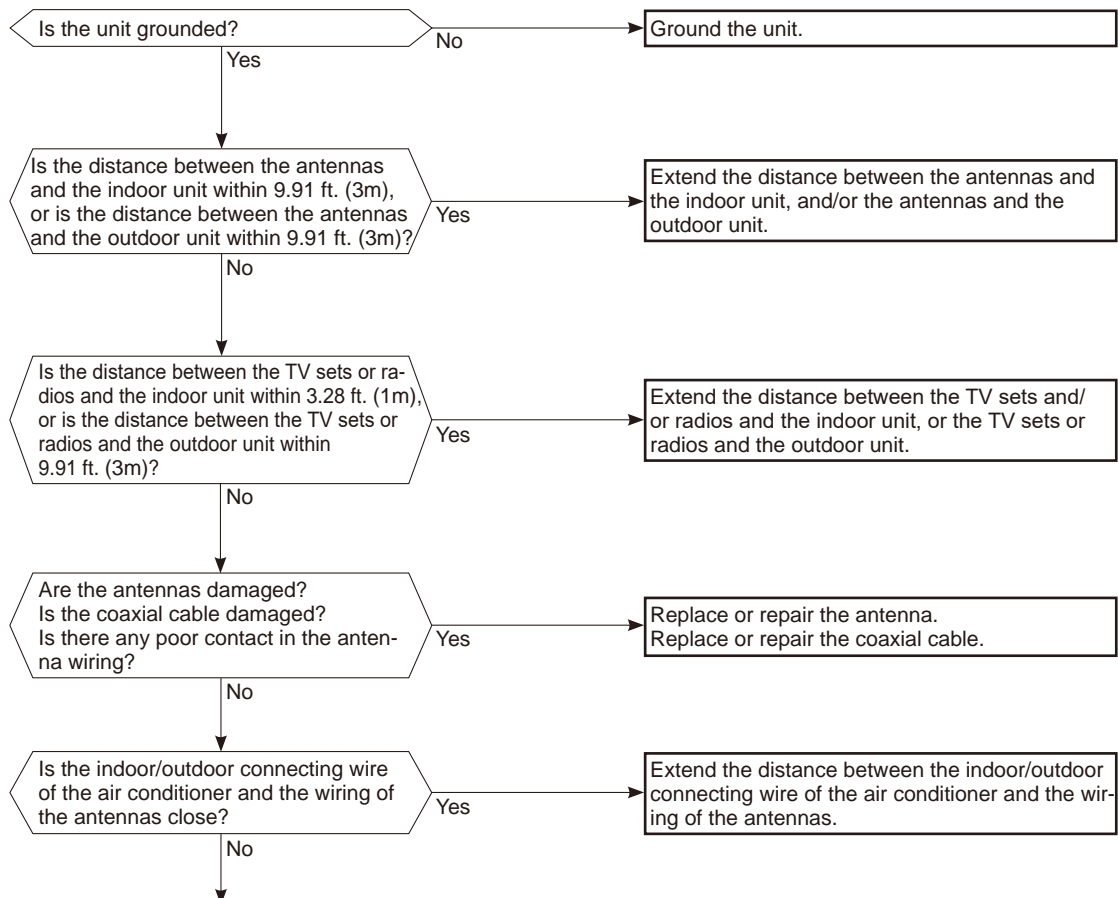 Is the unit grounded?
No
Ground the unit.
Yes
Is the distance between the antennas
and the indoor unit within 9.91 ft. (3m),
or is the distance between the antennas
and the outdoor unit within 9.91 ft. (3m)?
Yes
Extend the distance between the antennas and
the indoor unit, and/or the antennas and the
outdoor unit.
No
Is the distance between the TV sets or ra-
dios and the indoor unit within 3.28 ft. (1m),
or is the distance between the TV sets or
radios and the outdoor unit within
9.91 ft. (3m)?
Yes
Extend the distance between the TV sets and/
or radios and the indoor unit, or the TV sets or
radios and the outdoor unit.
No
Are the antennas damaged?
Is the coaxial cable damaged?
Is there any poor contact in the anten-
na wiring?
Yes
Replace or repair the antenna.
Replace or repair the coaxial cable.
No
Is the indoor/outdoor connecting wire
of the air conditioner and the wiring of
the antennas close?
Yes
Extend the distance between the indoor/outdoor
connecting wire of the air conditioner and the wir-
ing of the antennas.
No